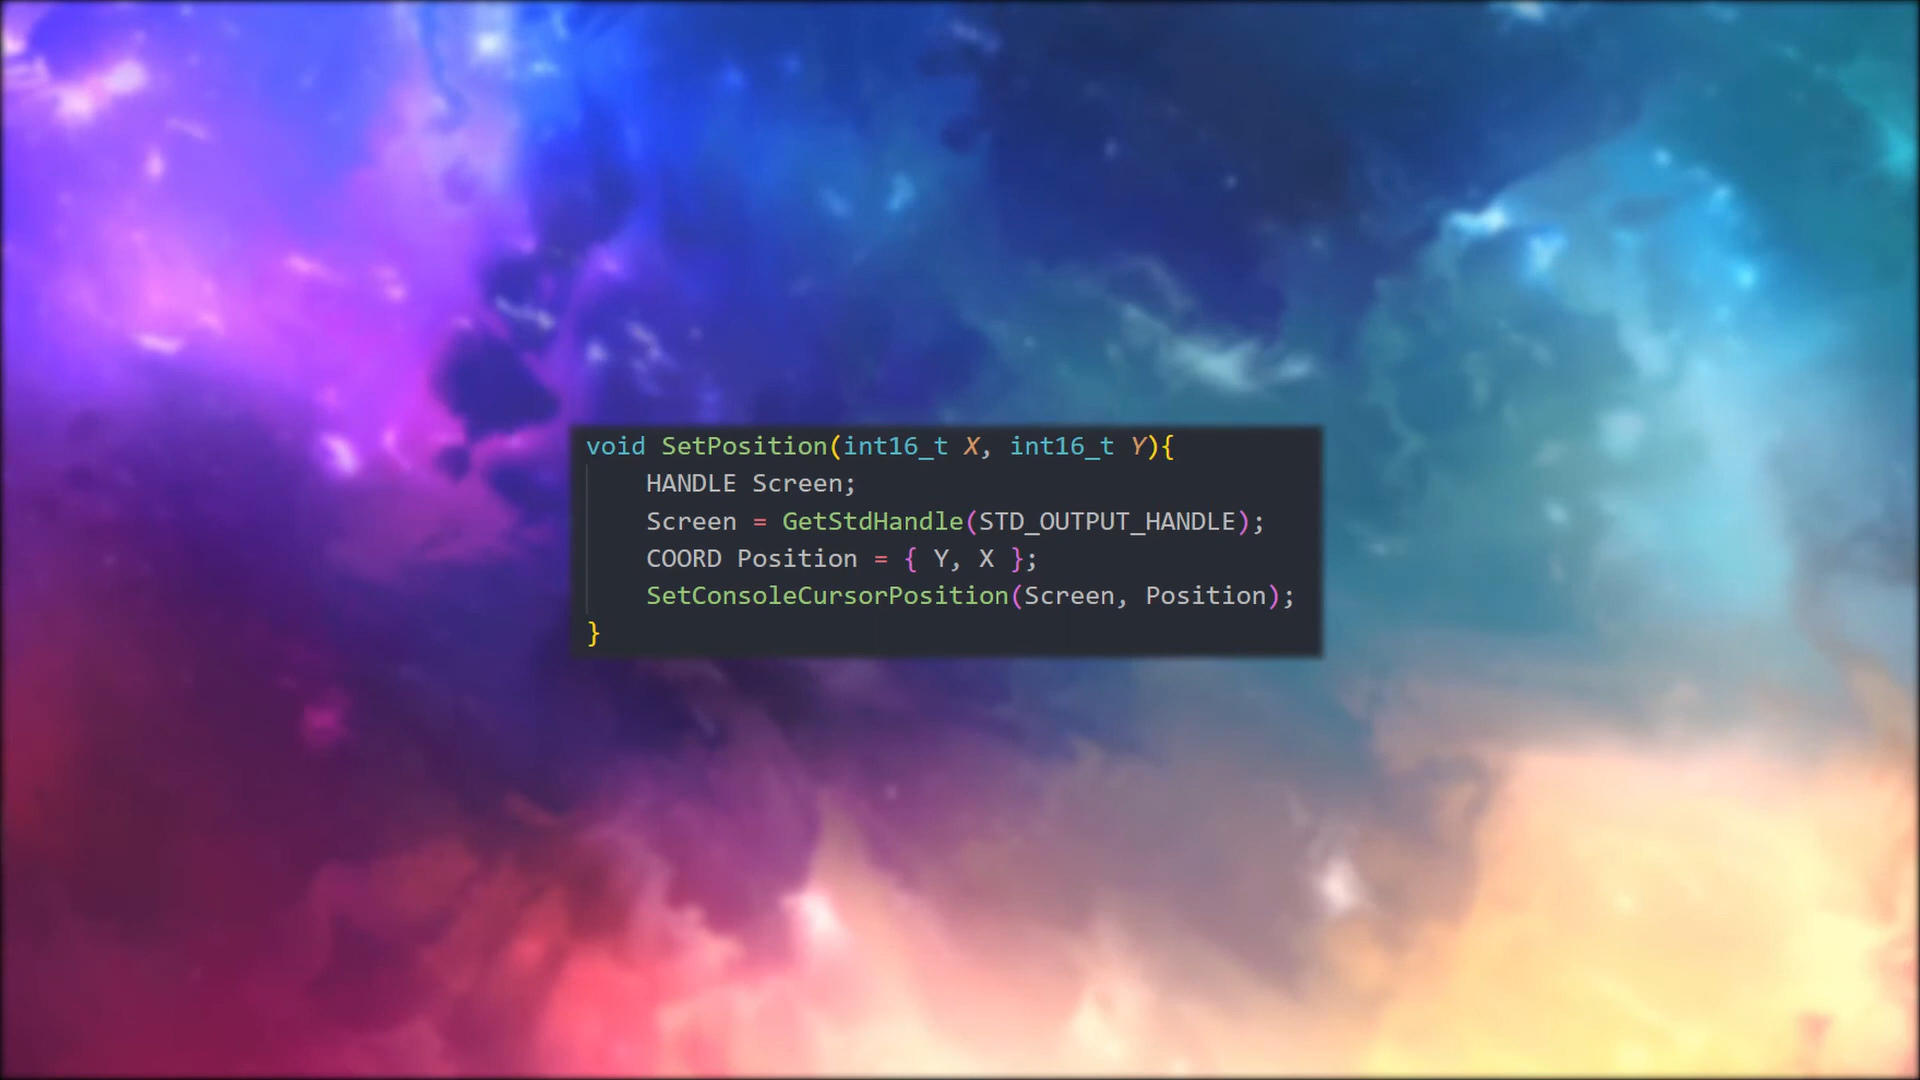 void SetPosition(int16_t X, int16_t Y){
    HANDLE Screen;
    Screen = GetStdHandle(STD_OUTPUT_HANDLE);
    COORD Position = { Y, X };
    SetConsoleCursorPosition(Screen, Position);
}